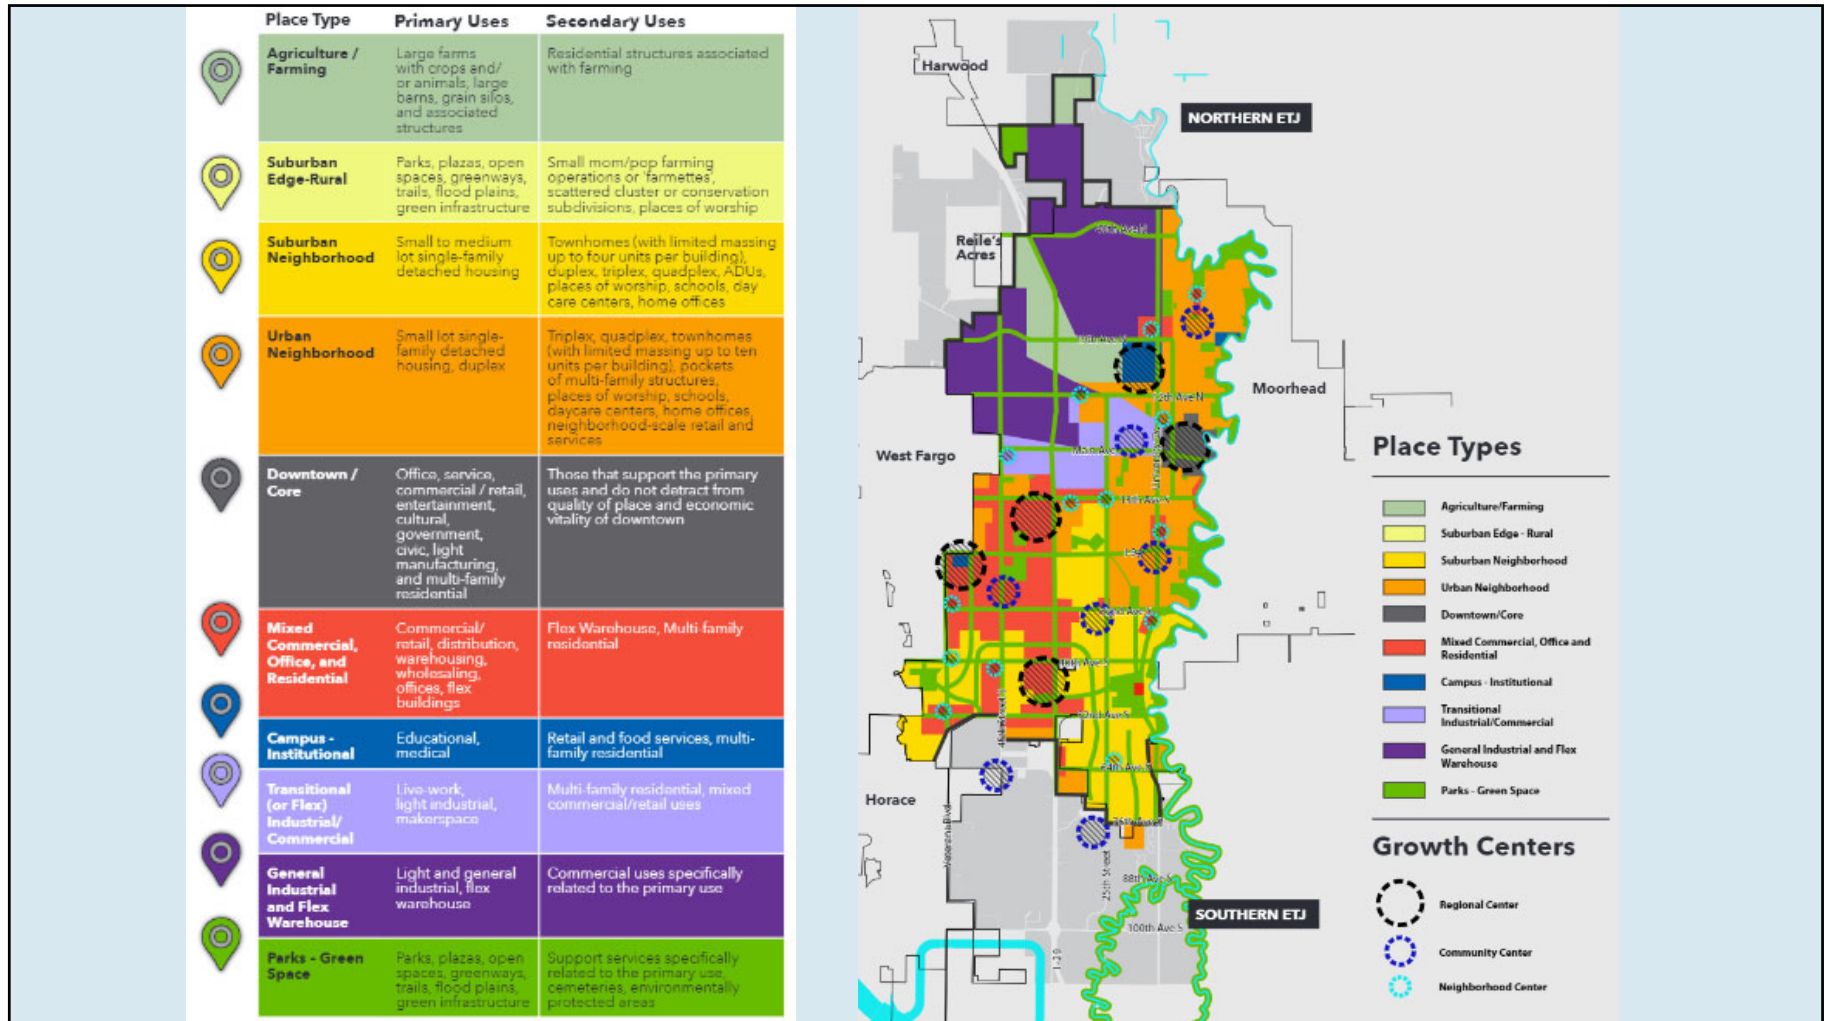 Place Type
Primary Uses
Secondary Uses
Agriculture /
Farming
Large farms
with crops and/
or animals, large
barns, grain silos,
and associated
structures
Residential structures associated
with farming
Suburban
Edge-Rural
Parks, plazas, open
spaces, greenways,
trails, flood plains,
green infrastructure
Small mom/pop farming
operations or 'farmettes',
scattered cluster or conservation
subdivisions, places of worship
Suburban
Neighborhood
Small to medium
lot single-family
detached housing
Townhomes (with limited massing
up to four units per building),
duplex, triplex, quadplex, ADUs,
places of worship, schools, day
care centers, home offices
Urban
Neighborhood
Small lot single-
family detached
housing, duplex
Triplex, quadplex, townhomes
(with limited massing up to ten
units per building), pockets
of multi-family structures,
places of worship, schools,
daycare centers, home offices,
neighborhood-scale retail and
services
Downtown /
Core
Office, service,
commercial / retail,
entertainment,
cultural,
government,
civic, light
manufacturing,
and multi-family
residential
Those that support the primary
uses and do not detract from
quality of place and economic
vitality of downtown
Mixed
Commercial,
Office, and
Residential
Commercial/
retail, distribution,
warehousing,
wholesaling,
offices, flex
buildings
Flex Warehouse, Multi-family
residential
Campus -
Institutional
Educational,
medical
Retail and food services, multi-
family residential
Transitional
(or Flex)
Industrial/
Commercial
Live-work,
light industrial,
makerspace
Multi-family residential, mixed
commercial/retail uses
General
Industrial
and Flex
Warehouse
Light and general
industrial, flex
warehouse
Commercial uses specifically
related to the primary use
Parks - Green
Space
Parks, plazas, open
spaces, greenways,
trails, flood plains,
green infrastructure
Support services specifically
related to the primary use,
cemeteries, environmentally
protected areas
Harwood
NORTHERN ETJ
Reile's
Acres
Moorhead
12th Ave N
West Fargo
Main Ave
13th Ave S
Horace
Veterans Blvd
25th Street
88th Ave S
SOUTHERN ETJ
100th Ave S
I-29
Place Types
Agriculture/Farming
Suburban Edge - Rural
Suburban Neighborhood
Urban Neighborhood
Downtown/Core
Mixed Commercial, Office and
Residential
Campus - Institutional
Transitional
Industrial/Commercial
General Industrial and Flex
Warehouse
Parks - Green Space
Growth Centers
Regional Center
Community Center
Neighborhood Center